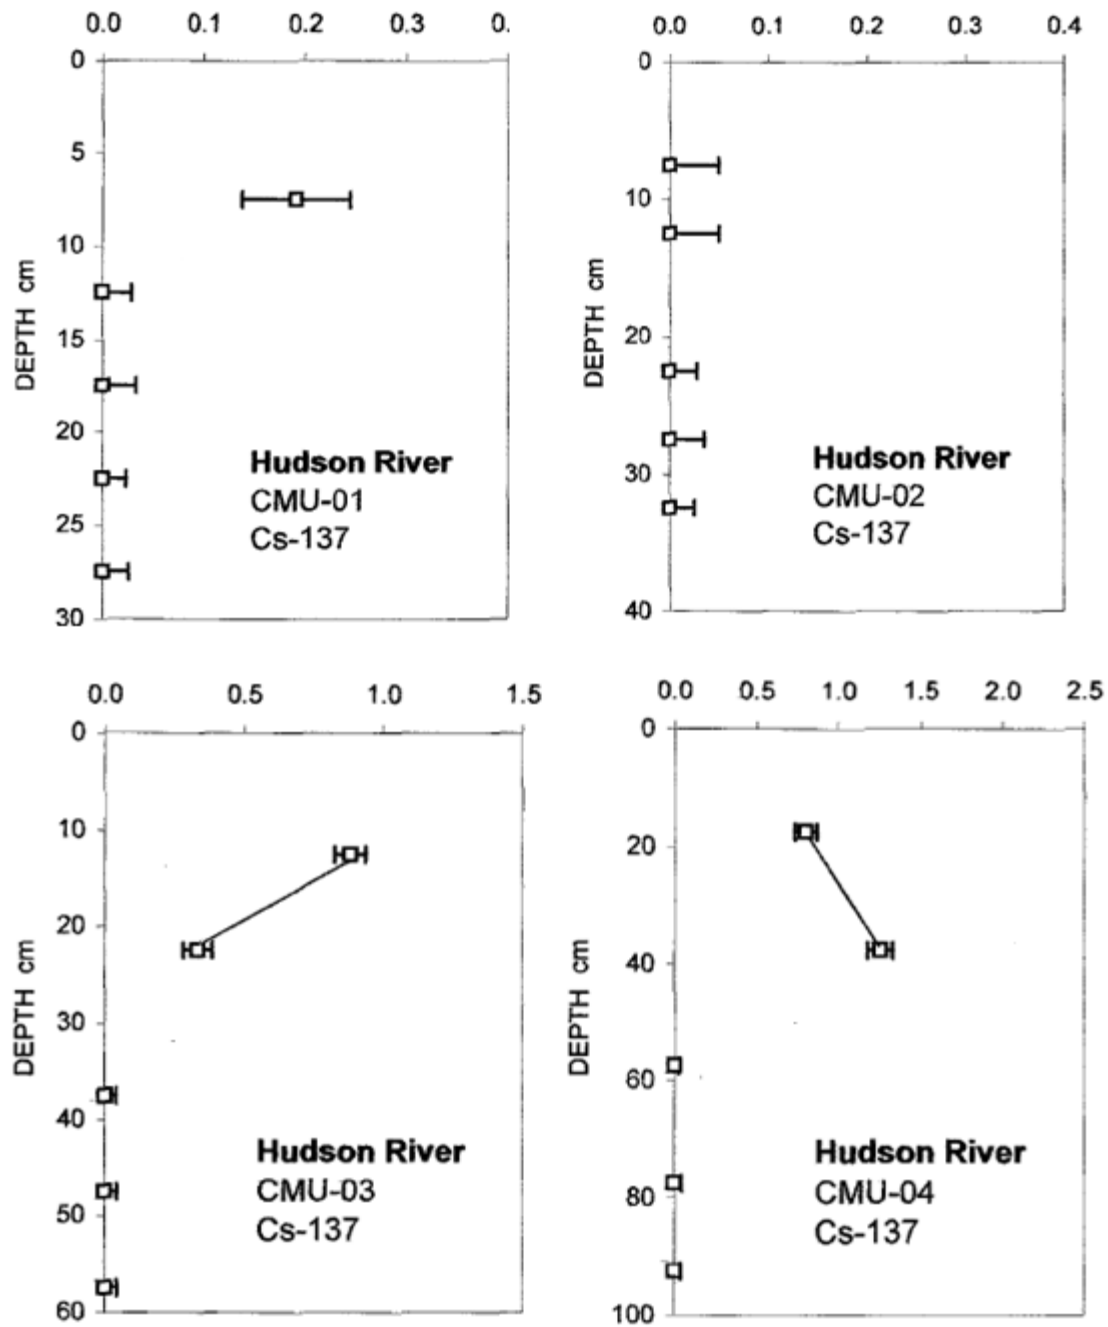 0.0 0.1 0.2 0.
0
5
10
15
20
25
30
DEPTH cm
Hudson River
CMU-01
Cs-137
0.0 0.1 0.2 0.3 0.4
0
10
20
30
40
DEPTH cm
Hudson River
CMU-02
Cs-137
0.0 0.5 1.0 1.5
0
10
20
30
40
50
60
DEPTH cm
Hudson River
CMU-03
Cs-137
0.0 0.5 1.0 1.5 2.0 2.5
0
20
40
60
80
100
DEPTH cm
Hudson River
CMU-04
Cs-137